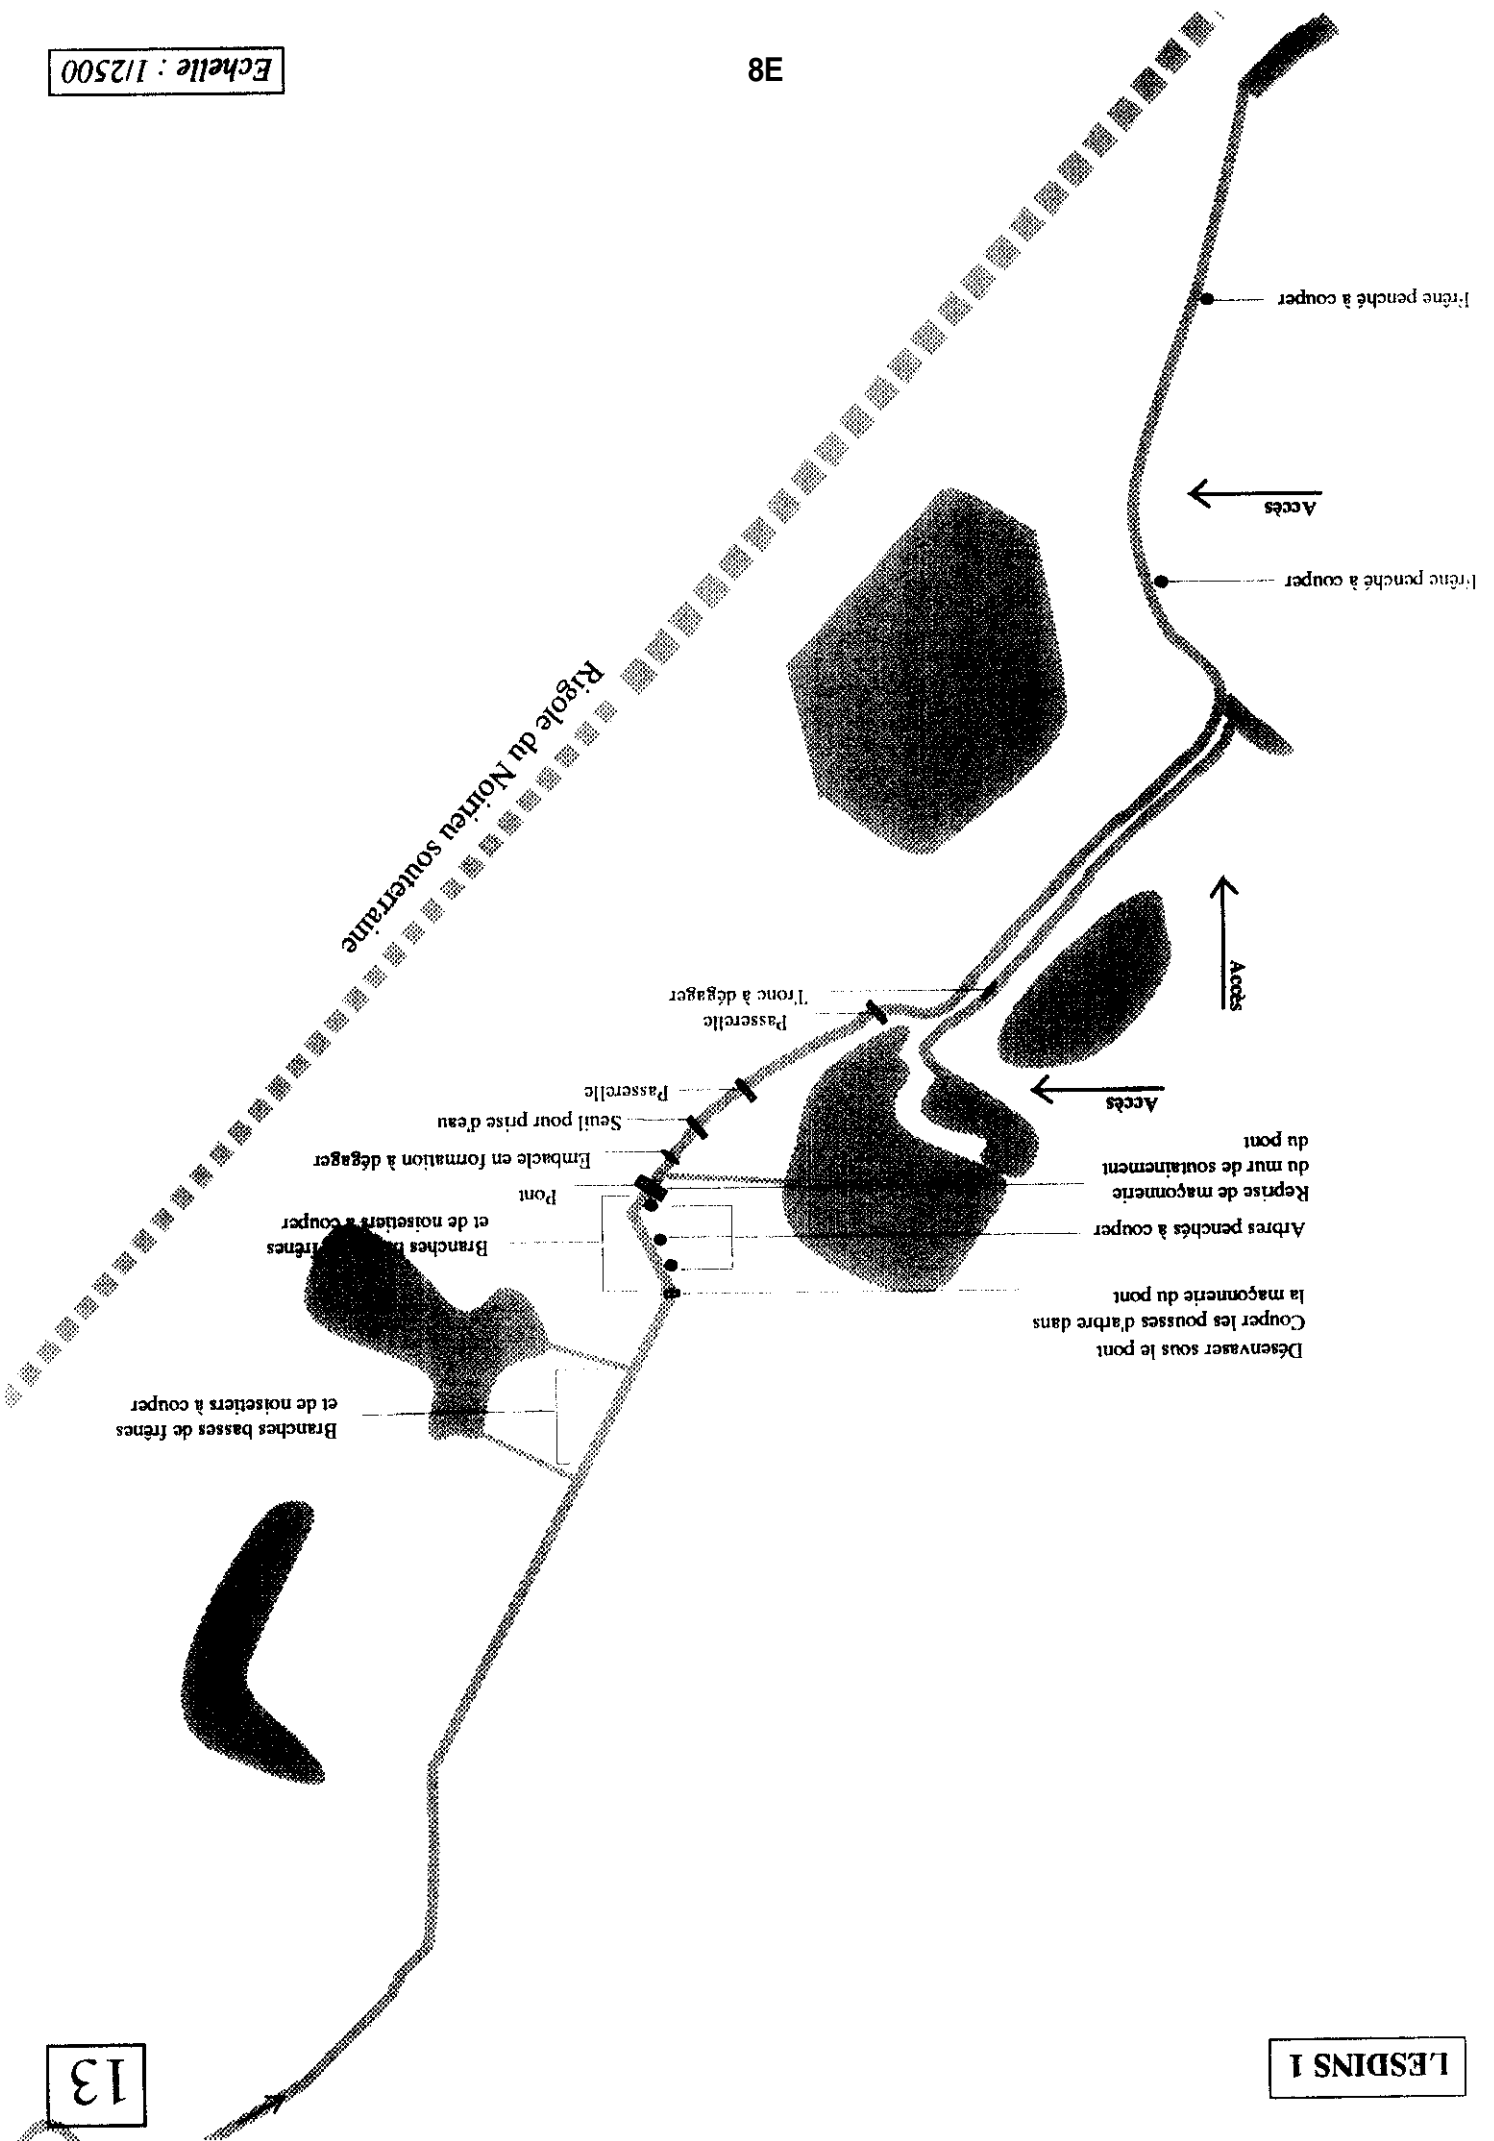 LESDINS 1
13
Désenvaser sous le pont
Couper les pousses d'arbre dans
la maçonnerie du pont
Arbres penchés à couper
Reprise de maçonnerie
du mur de soutainement
du pont
Accès
Accès
Frêne penché à couper
Accès
Frêne penché à couper
Branches basses de frênes
et de noisetiers à couper
Branches frênes
et de noisetiers à couper
Pont
Embacle en formation à dégager
Seuil pour prise d'eau
Passerelle
Passerelle
Tronc à dégager
Rigole du Noirieu souterraine
8E
Echelle : 1/2500